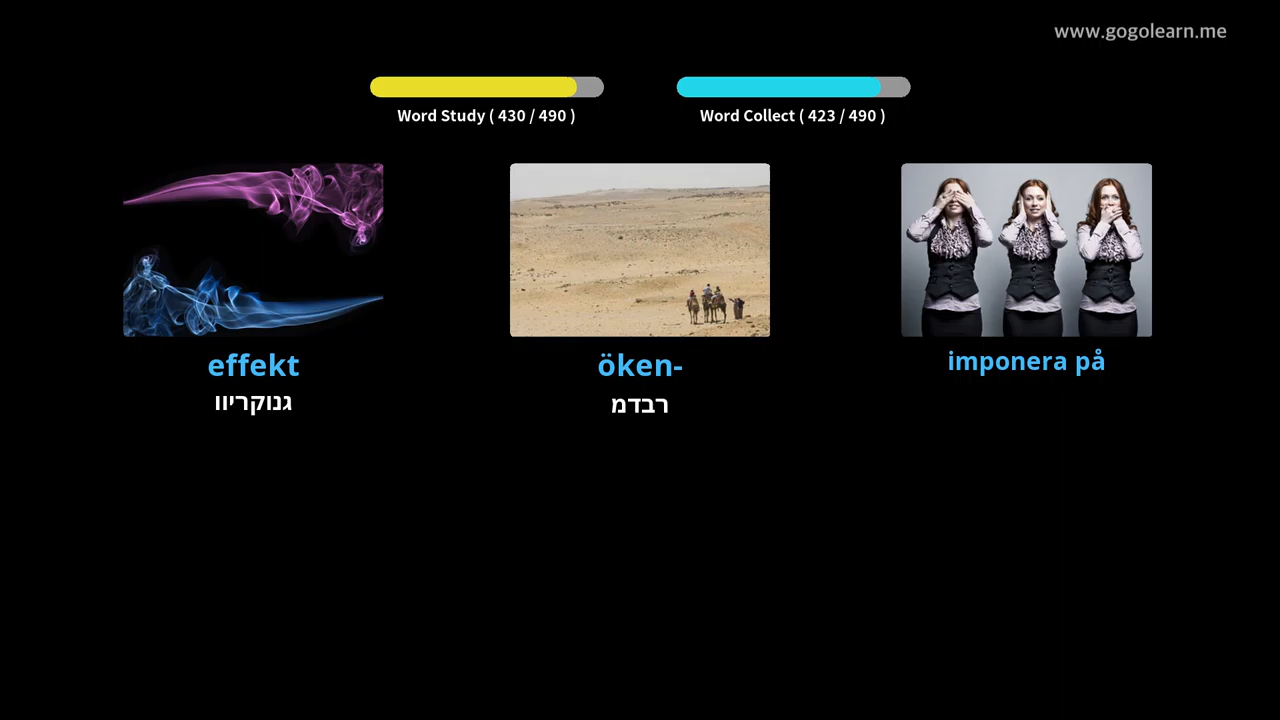 www.gogolearn.me
Word Study ( 430 / 490 )
Word Collect ( 423 / 490 )
effekt
גנוקריוו
öken-
רבדמ
imponera på